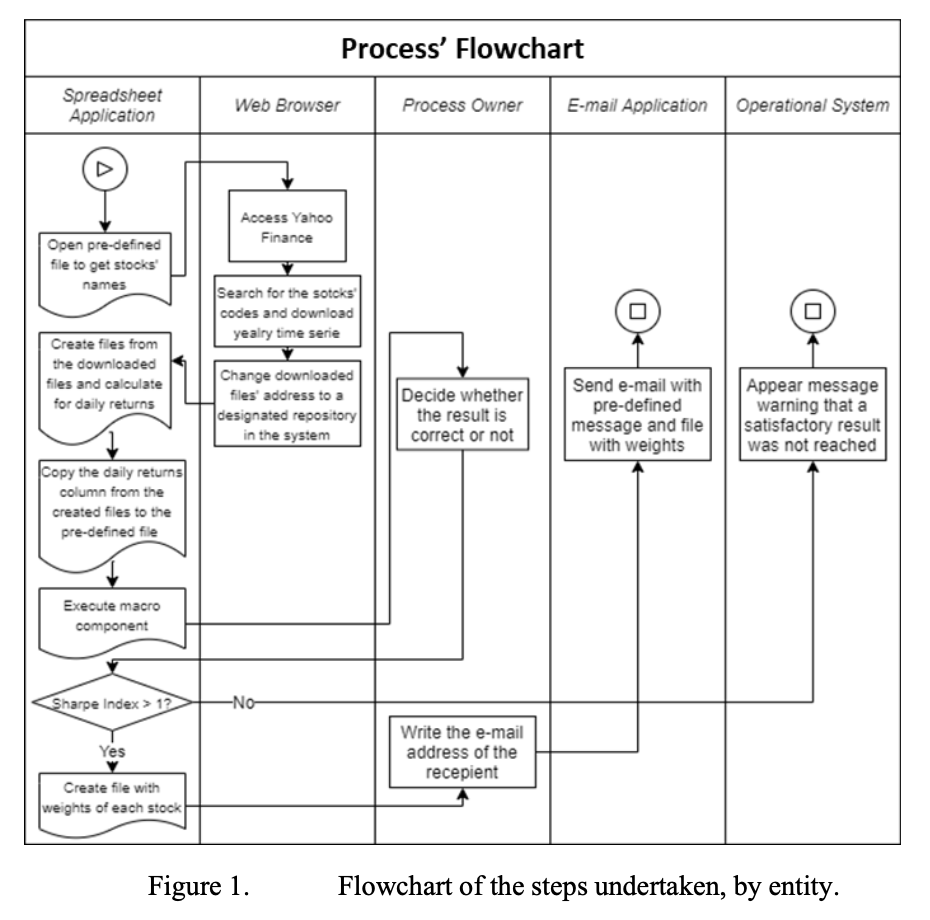 Process’ Flowchart
Spreadsheet
Application
Web Browser
Process Owner
E-mail Application
Operational System
Open pre-defined
file to get stocks'
names
Access Yahoo
Finance
Search for the sotcks'
codes and download
yealry time serie
Change downloaded
files' address to a
designated repository
in the system
Create files from
the downloaded
files and calculate
for daily returns
Copy the daily returns
column from the
created files to the
pre-defined file
Execute macro
component
Decide whether
the result is
correct or not
Sharpe Index > 1?
No
Yes
Create file with
weights of each stock
Write the e-mail
address of the
recepient
Send e-mail with
pre-defined
message and file
with weights
Appear message
warning that a
satisfactory result
was not reached
Figure 1. Flowchart of the steps undertaken, by entity.